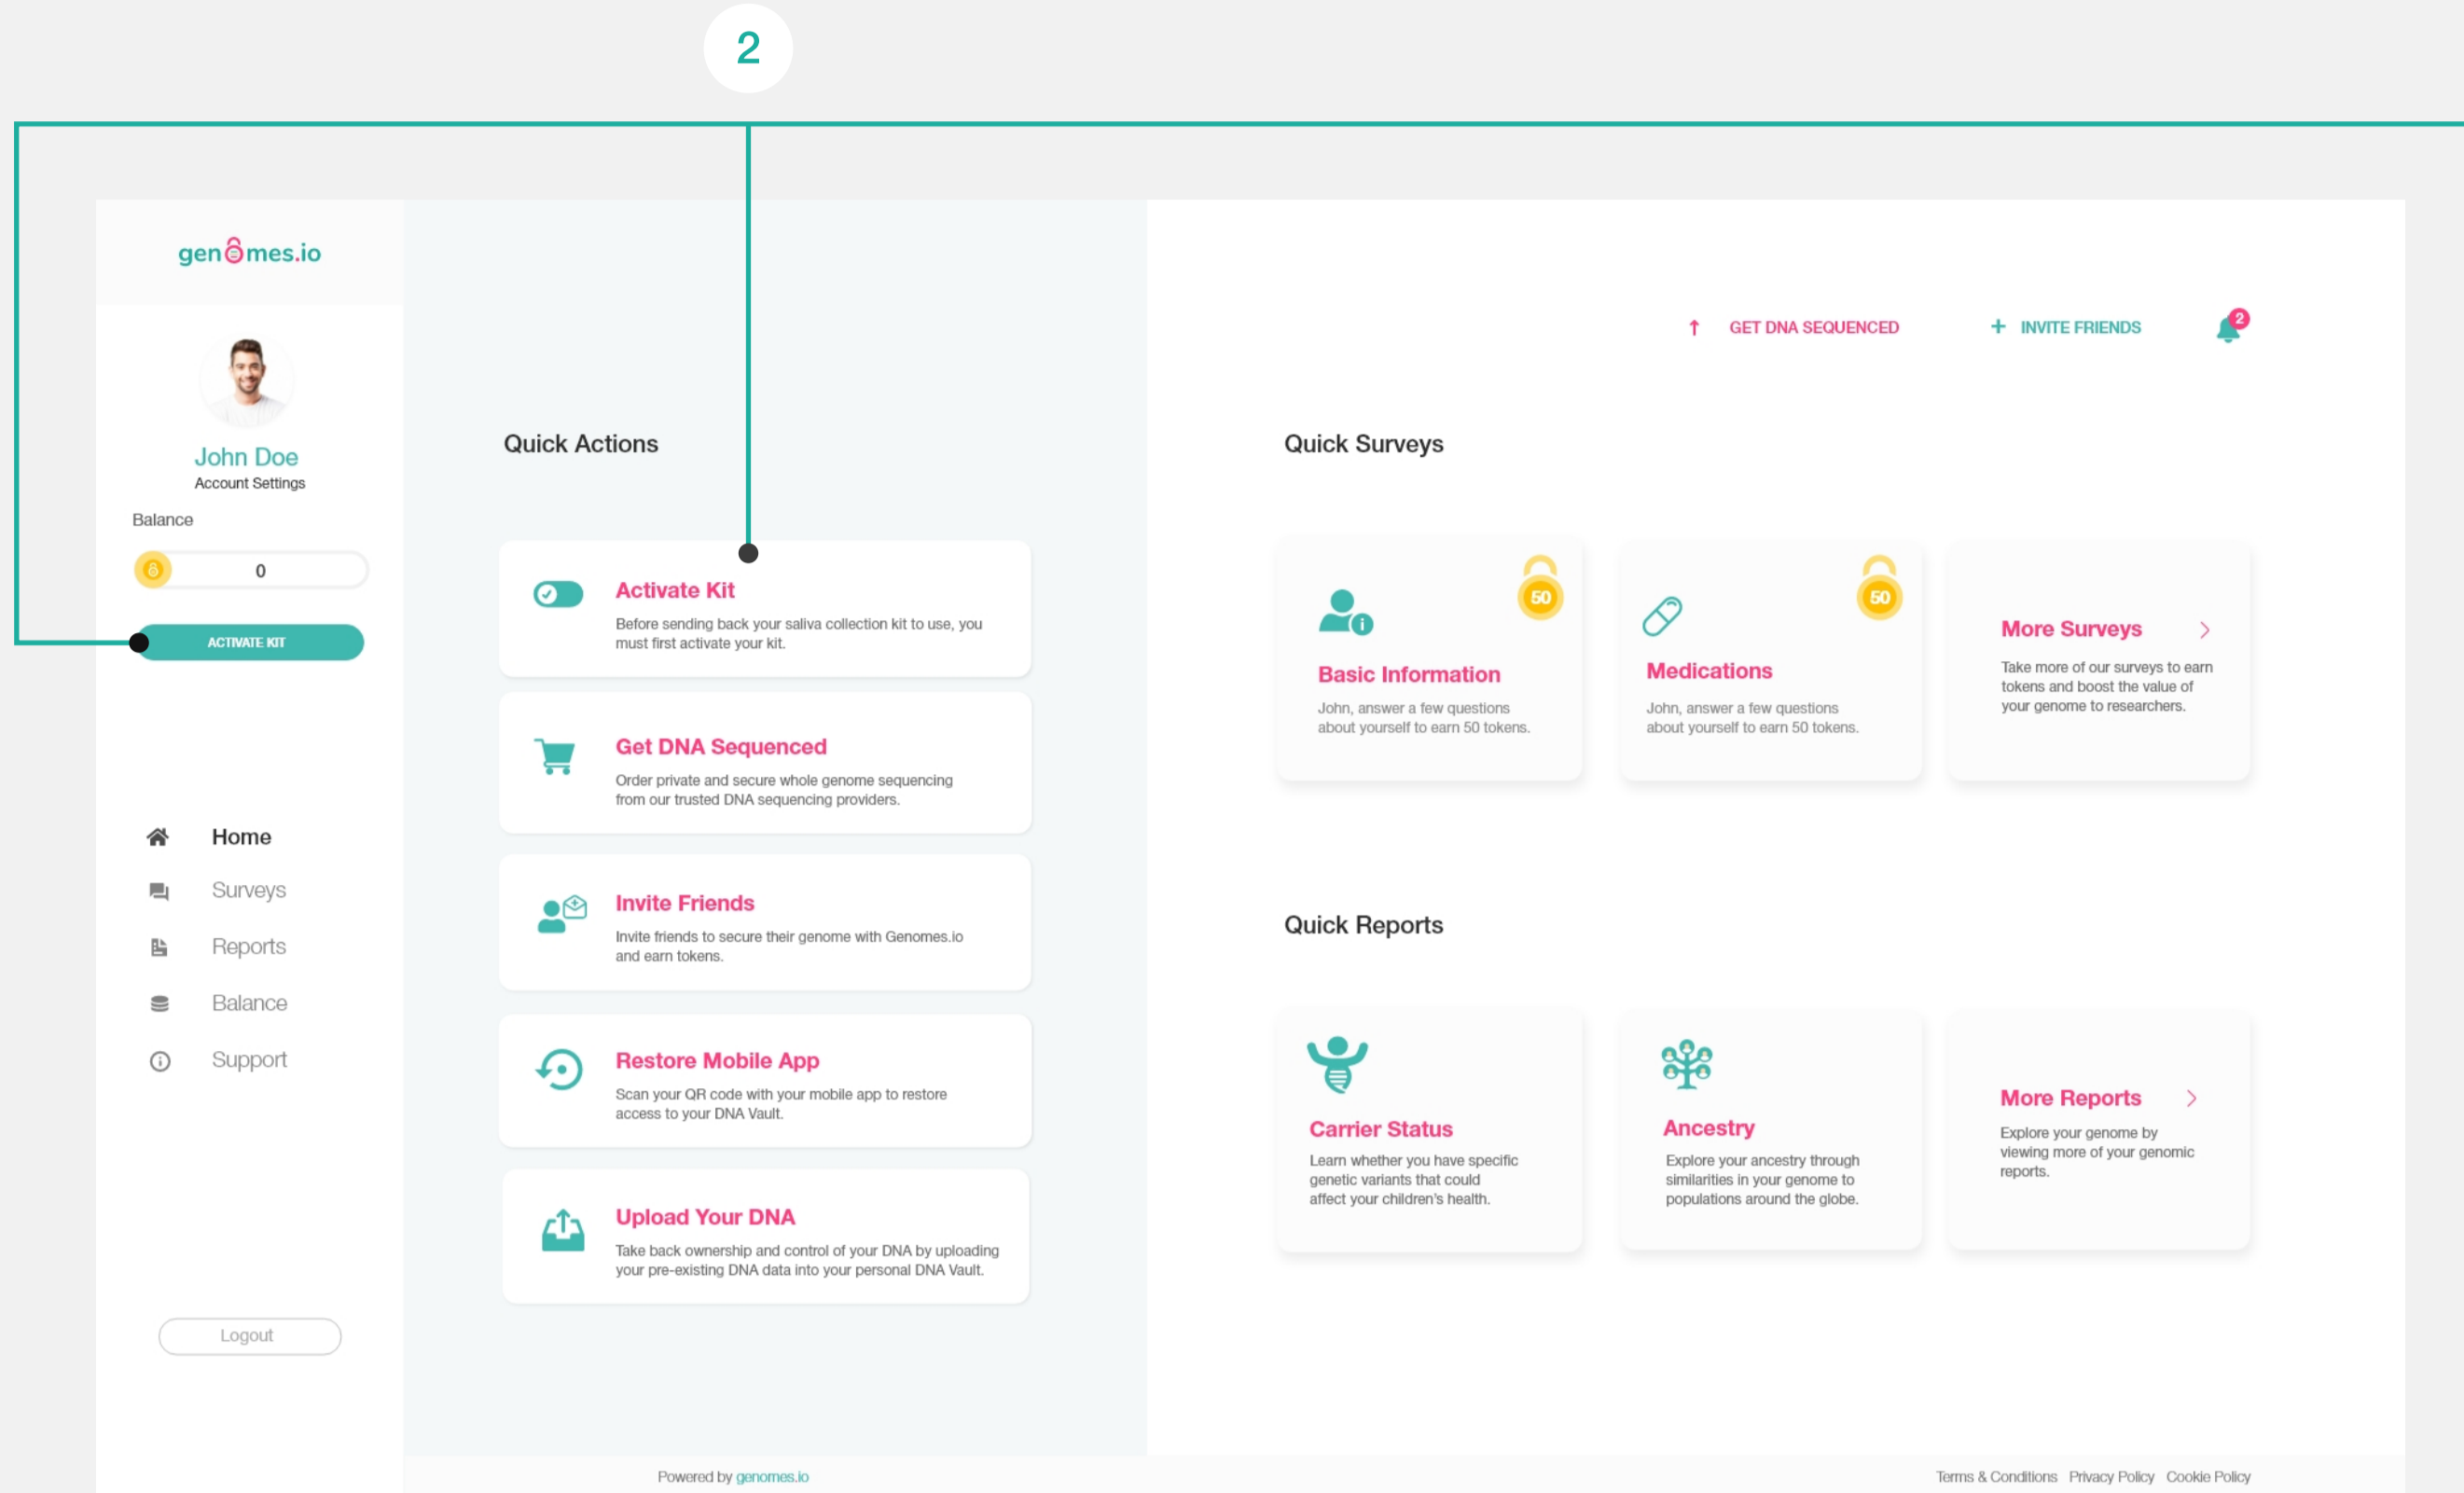 2
genomes.io
John Doe
Account Settings
Balance
0
ACTIVATE KIT
Home
Surveys
Reports
Balance
Support
Logout
Quick Actions
Activate Kit
Before sending back your saliva collection kit to use, you
must first activate your kit.
Get DNA Sequenced
Order private and secure whole genome sequencing
from our trusted DNA sequencing providers.
Invite Friends
Invite friends to secure their genome with Genomes.io
and earn tokens.
Restore Mobile App
Scan your QR code with your mobile app to restore
access to your DNA Vault.
Upload Your DNA
Take back ownership and control of your DNA by uploading
your pre-existing DNA data into your personal DNA Vault.
GET DNA SEQUENCED
+ INVITE FRIENDS
2
Quick Surveys
50
Basic Information
John, answer a few questions
about yourself to earn 50 tokens.
50
Medications
John, answer a few questions
about yourself to earn 50 tokens.
More Surveys
Take more of our surveys to earn
tokens and boost the value of
your genome to researchers.
Quick Reports
Carrier Status
Learn whether you have specific
genetic variants that could
affect your children's health.
Ancestry
Explore your ancestry through
similarities in your genome to
populations around the globe.
More Reports
Explore your genome by
viewing more of your genomic
reports.
Powered by genomes.io
Terms & Conditions Privacy Policy Cookie Policy